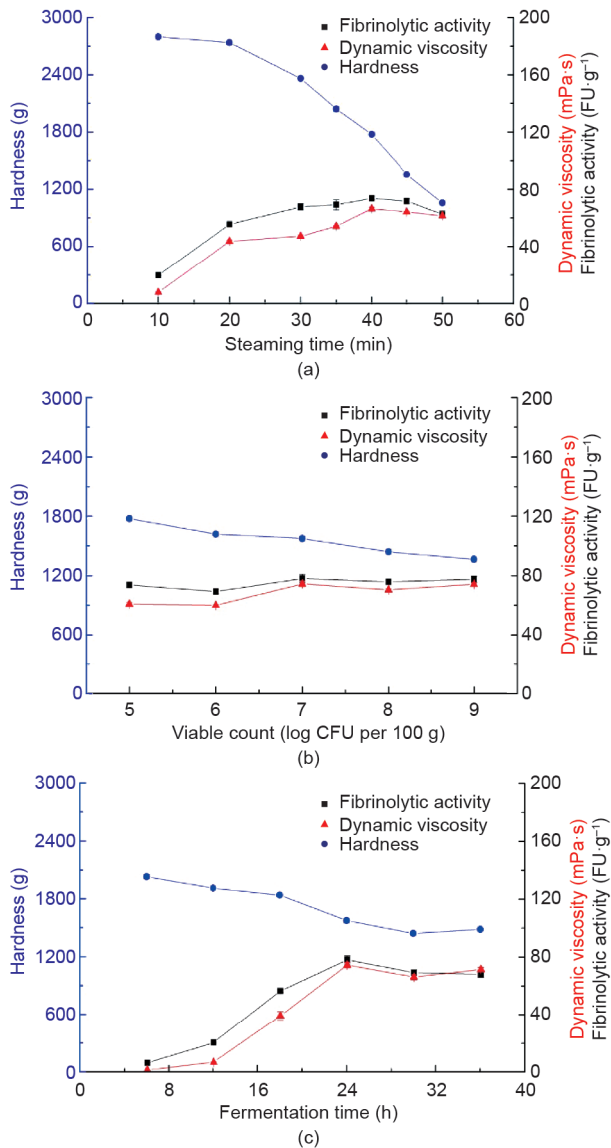 (a)
3000
2400
1800
1200
600
0
Hardness (g)
200
160
120
80
40
0
Dynamic viscosity (mPa·s)
Fibrinolytic activity (FU·g⁻¹)
Fibrinolytic activity
Dynamic viscosity
Hardness
0 10 20 30 40 50 60
Steaming time (min)
(a)
3000
2400
1800
1200
600
0
Hardness (g)
200
160
120
80
40
0
Dynamic viscosity (mPa·s)
Fibrinolytic activity (FU·g⁻¹)
Fibrinolytic activity
Dynamic viscosity
Hardness
5 6 7 8 9
Viable count (log CFU per 100 g)
(b)
3000
2400
1800
1200
600
0
Hardness (g)
200
160
120
80
40
0
Dynamic viscosity (mPa·s)
Fibrinolytic activity (FU·g⁻¹)
Fibrinolytic activity
Dynamic viscosity
Hardness
4 8 12 16 20 24 28 32 36 40
Fermentation time (h)
(c)